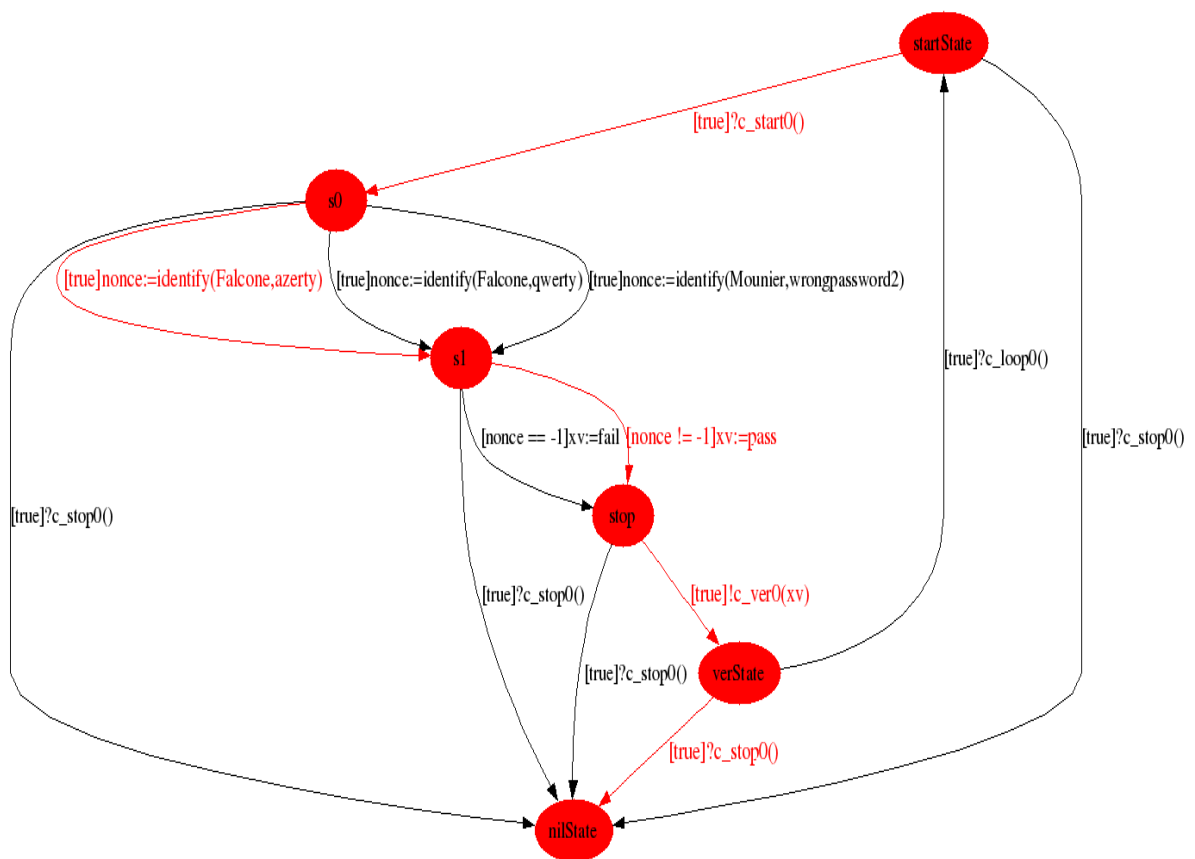 startState
[true]?c_start0()
s0
[true]nonce:=identify(Falcone,azerty)
[true]nonce:=identify(Falcone,qwerty)
[true]nonce:=identify(Mounier,wrongpassword2)
s1
[true]?c_loop0()
[nonce == -1]xv:=fail
[nonce != -1]xv:=pass
[true]?c_stop0()
[true]?c_stop0()
stop
[true]?c_stop0()
[true]!c_ver0(xv)
[true]?c_stop0()
verState
[true]?c_stop0()
nilState